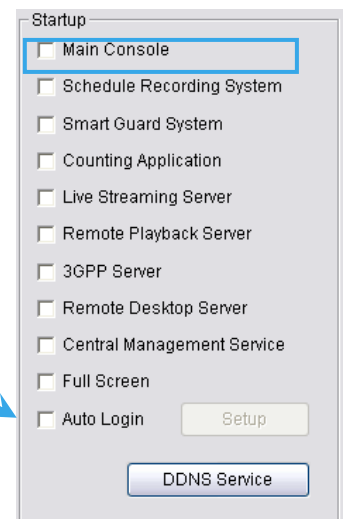 Startup
Main Console
Schedule Recording System
Smart Guard System
Counting Application
Live Streaming Server
Remote Playback Server
3GPP Server
Remote Desktop Server
Central Management Service
Full Screen
Auto Login Setup
DDNS Service